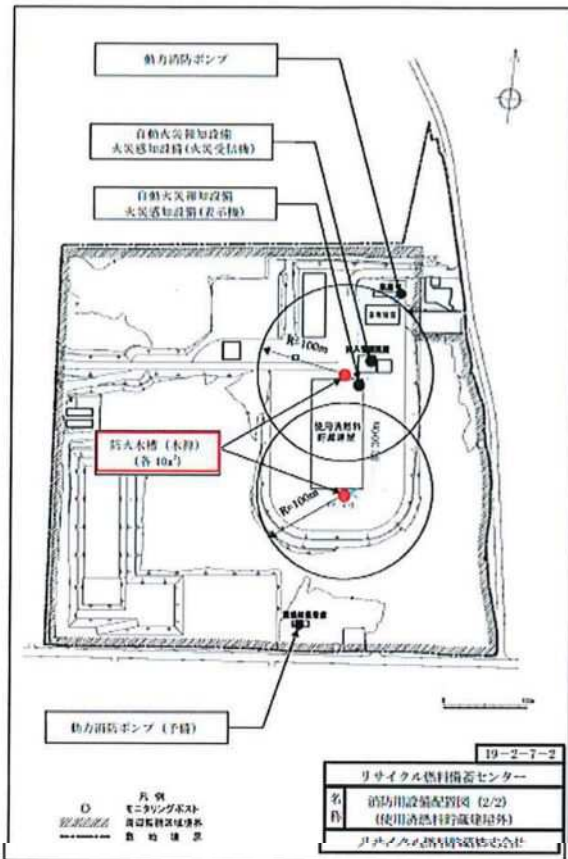 動力消防ポンプ
自動火災報知設備
火災感知設備(火災受信機)
自動火災報知設備
火災感知設備(表示機)
R=100m
使用済燃料
貯蔵建屋
防火水槽
(各 40m³)
R=100m
動力消防ポンプ (予備)
19-2-7-2
リサイクル燃料備蓄センター
名称
消防用設備配置図 (2/2)
(使用済燃料貯蔵建屋外)
リサイクル燃料貯蔵株式会社
凡例
モニタリングポスト
周辺監視区域境界
敷地境界